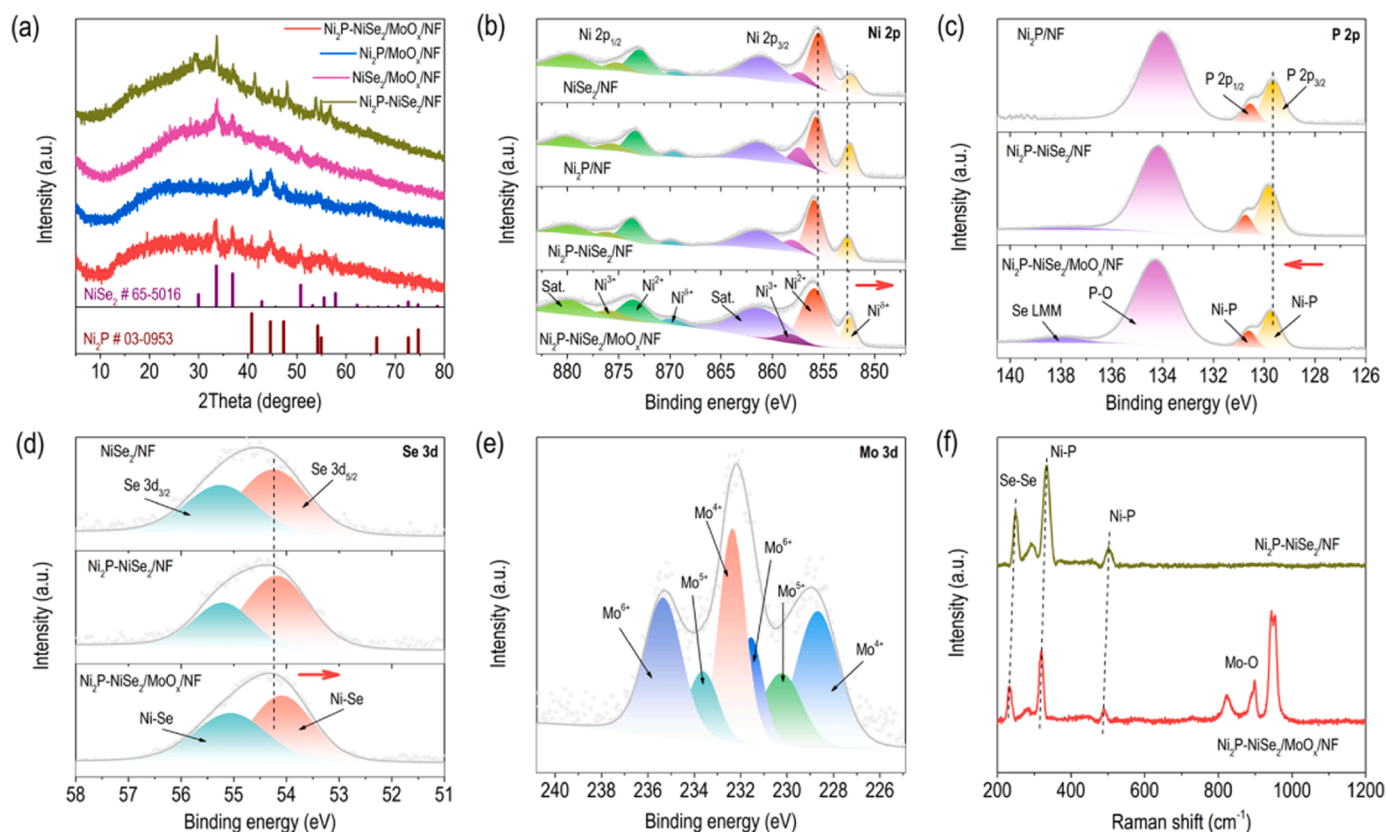 (a)
Ni₂P-NiSe₂/MoOₓ/NF
Ni₂P/MoOₓ/NF
NiSe₂/MoOₓ/NF
Ni₂P-NiSe₂/NF
Intensity (a.u.)
NiSe₂ # 65-5016
Ni₂P # 03-0953
10 20 30 40 50 60 70 80
2Theta (degree)
(b)
Ni 2p
Ni 2p₁/₂
Ni 2p₃/₂
NiSe₂/NF
Ni₂P/NF
Ni₂P-NiSe₂/NF
Sat.
Ni³⁺
Ni²⁺
Niᵟ⁺
Sat.
Ni³⁺
Ni²⁺
Niᵟ⁺
Ni₂P-NiSe₂/MoOₓ/NF
Intensity (a.u.)
880 875 870 865 860 855 850
Binding energy (eV)
(c)
P 2p
Ni₂P/NF
P 2p₁/₂
P 2p₃/₂
Ni₂P-NiSe₂/NF
Ni₂P-NiSe₂/MoOₓ/NF
P-O
Se LMM
Ni-P
Ni-P
Intensity (a.u.)
140 138 136 134 132 130 128 126
Binding energy (eV)
(d)
Se 3d
NiSe₂/NF
Se 3d₃/₂
Se 3d₅/₂
Ni₂P-NiSe₂/NF
Ni₂P-NiSe₂/MoOₓ/NF
Ni-Se
Ni-Se
Intensity (a.u.)
58 57 56 55 54 53 52 51
Binding energy (eV)
(e)
Mo 3d
Mo⁶⁺
Mo⁵⁺
Mo⁴⁺
Mo⁶⁺
Mo⁵⁺
Mo⁴⁺
Intensity (a.u.)
240 238 236 234 232 230 228 226
Binding energy (eV)
(f)
Se-Se
Ni-P
Ni-P
Ni₂P-NiSe₂/NF
Mo-O
Ni₂P-NiSe₂/MoOₓ/NF
Intensity (a.u.)
200 400 600 800 1000 1200
Raman shift (cm⁻¹)